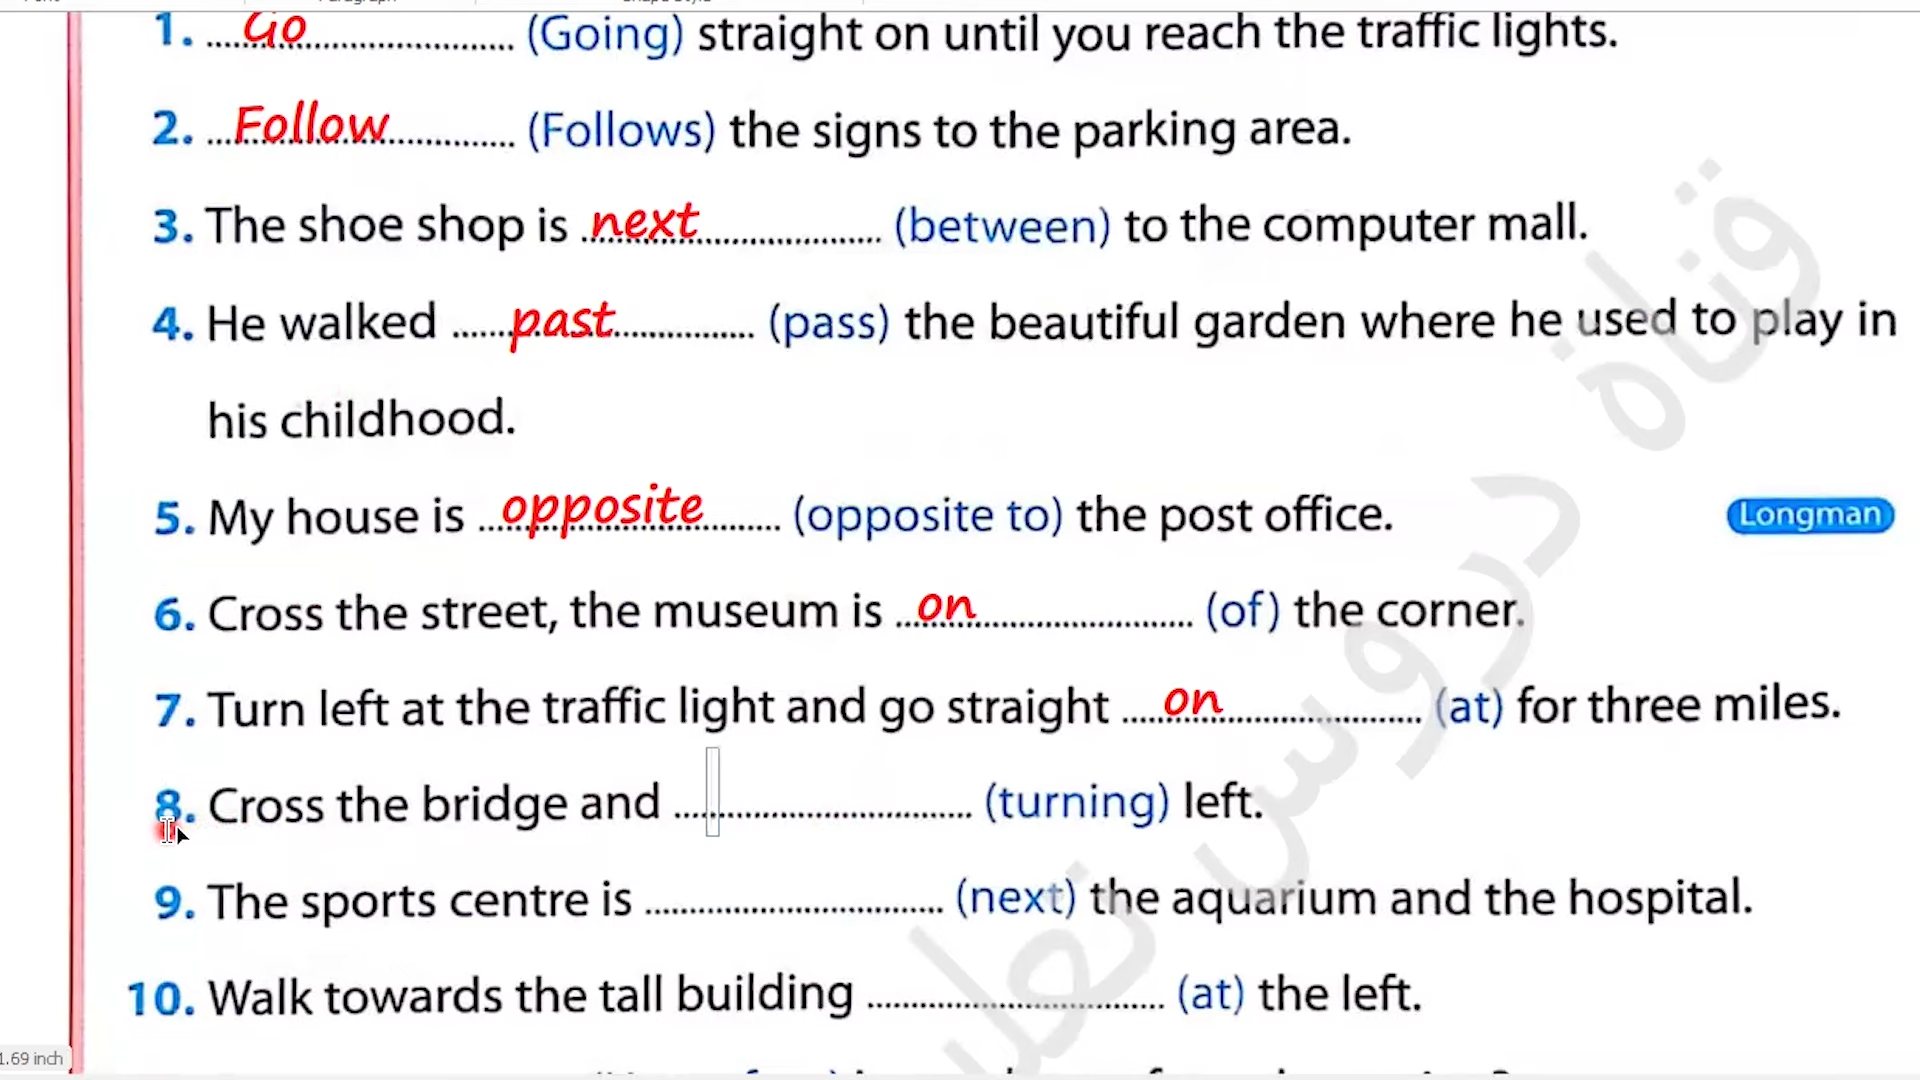 1. Go (Going) straight on until you reach the traffic lights.
2. Follow (Follows) the signs to the parking area.
3. The shoe shop is next (between) to the computer mall.
4. He walked past (pass) the beautiful garden where he used to play in
his childhood.
5. My house is opposite (opposite to) the post office. Longman
6. Cross the street, the museum is on (of) the corner.
7. Turn left at the traffic light and go straight on (at) for three miles.
8. Cross the bridge and .............................. (turning) left.
9. The sports centre is .............................. (next) the aquarium and the hospital.
10. Walk towards the tall building .............................. (at) the left.
1.69 inch
قناة دروس